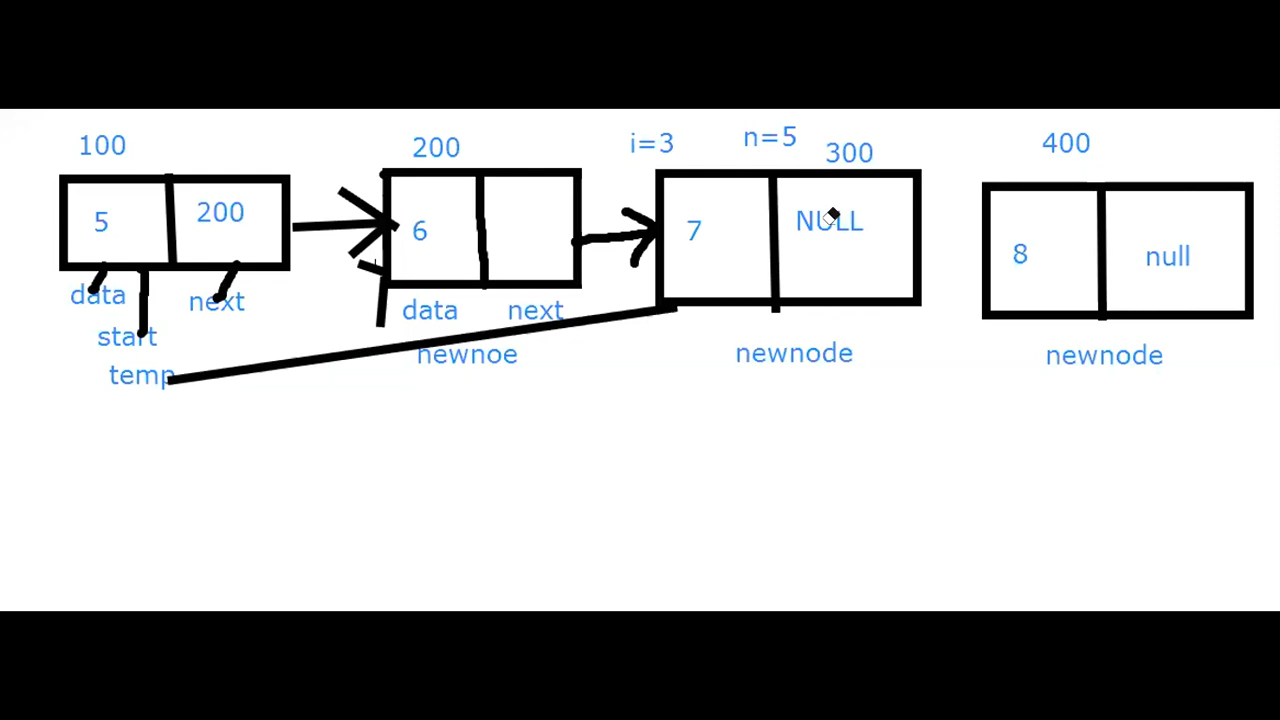 100
200
i=3
n=5
300
400
5
200
6
7
NULL
8
null
data
next
data
next
start
newnoe
newnode
newnode
temp